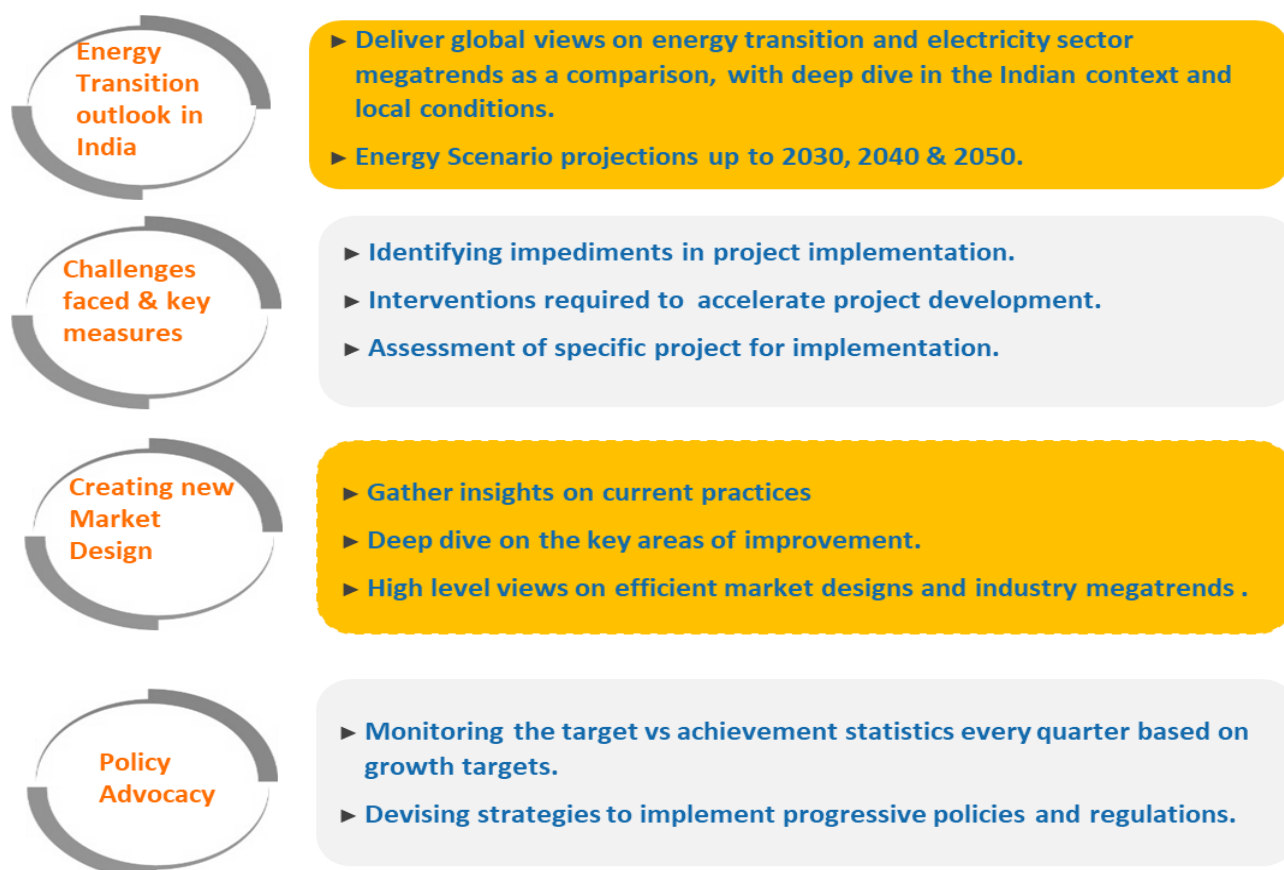 Energy
Transition
outlook in
India
► Deliver global views on energy transition and electricity sector
megatrends as a comparison, with deep dive in the Indian context and
local conditions.
► Energy Scenario projections up to 2030, 2040 & 2050.
Challenges
faced & key
measures
► Identifying impediments in project implementation.
► Interventions required to accelerate project development.
► Assessment of specific project for implementation.
Creating new
Market
Design
► Gather insights on current practices
► Deep dive on the key areas of improvement.
► High level views on efficient market designs and industry megatrends .
Policy
Advocacy
► Monitoring the target vs achievement statistics every quarter based on
growth targets.
► Devising strategies to implement progressive policies and regulations.